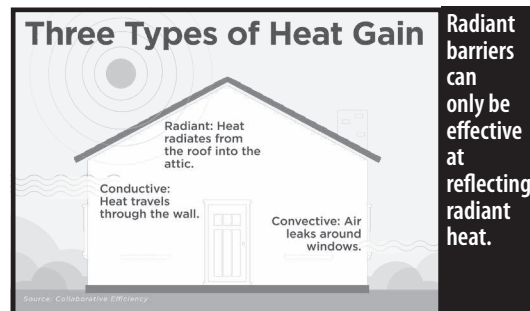 Three Types of Heat Gain
Radiant: Heat
radiates from
the roof into the
attic.
Conductive:
Heat travels
through the wall.
Convective: Air
leaks around
windows.
Source: Collaborative Efficiency
Radiant
barriers
can
only be
effective
at
reflecting
radiant
heat.